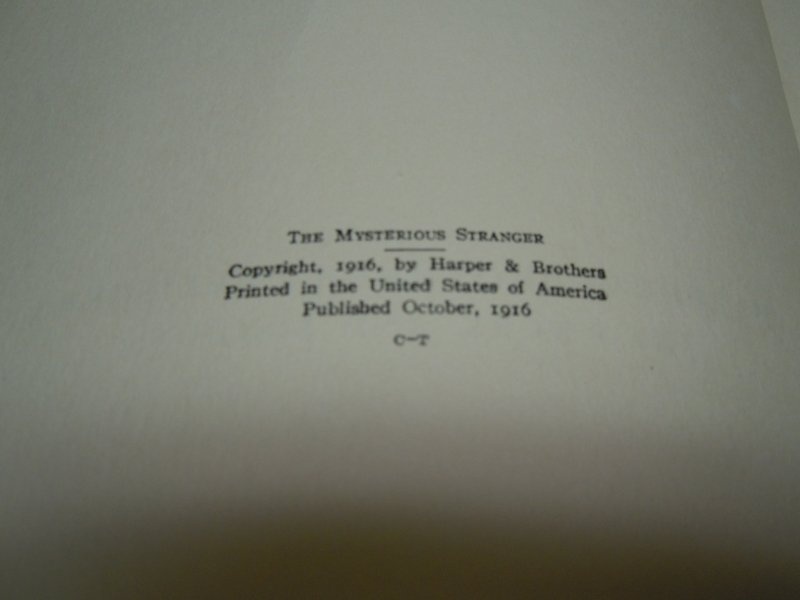 THE MYSTERIOUS STRANGER
Copyright, 1916, by Harper & Brothers
Printed in the United States of America
Published October, 1916
C-T